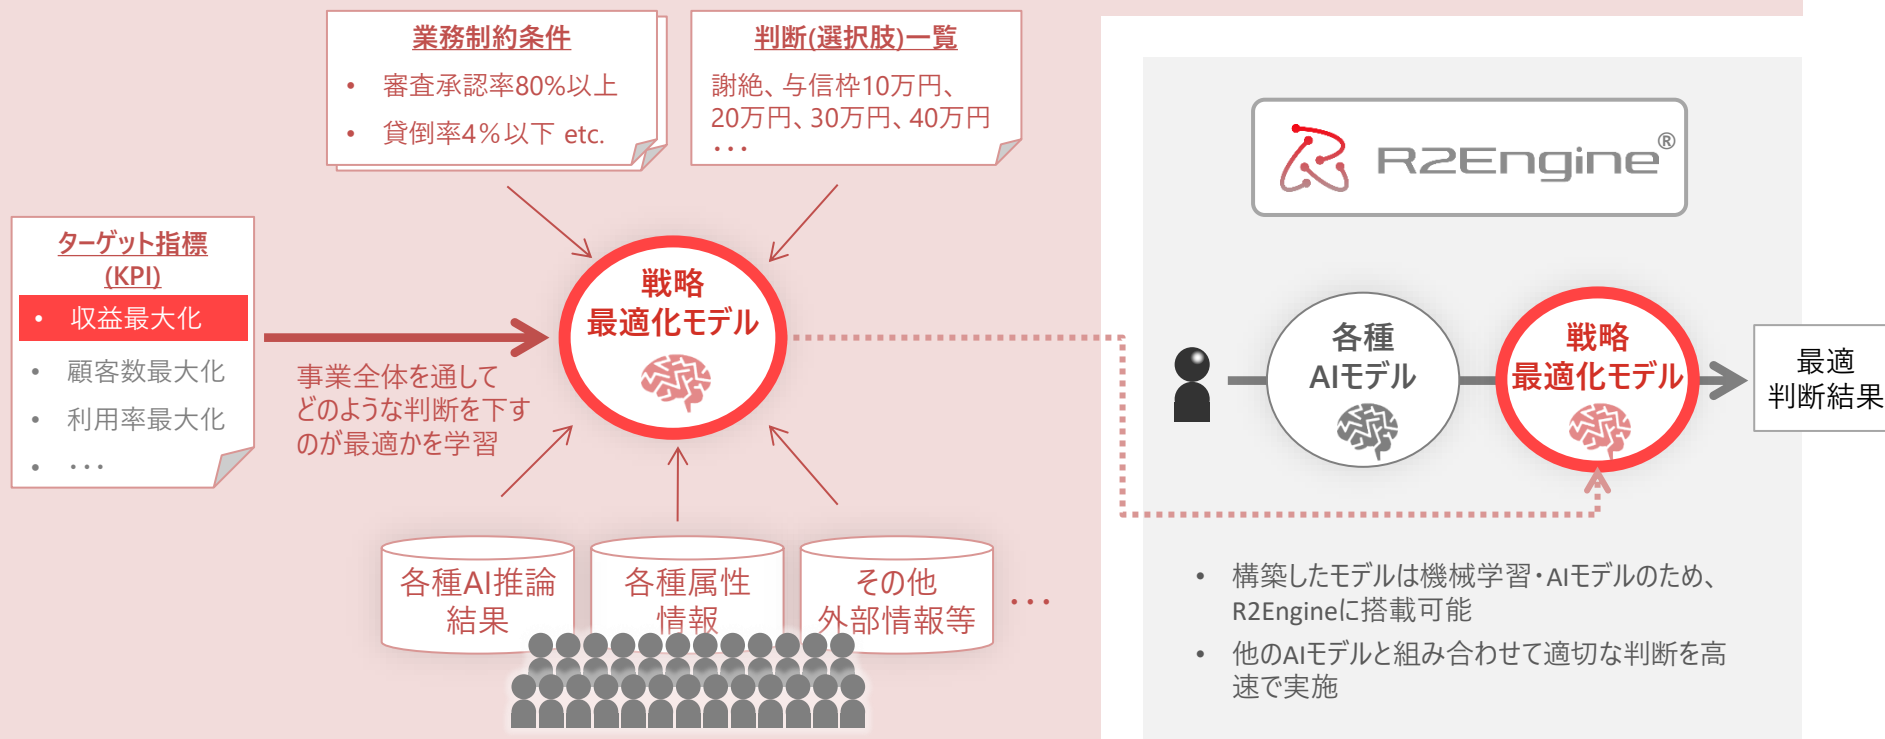 業務制約条件
• 審査承認率80%以上
• 貸倒率4%以下 etc.
判断(選択肢)一覧
謝絶、与信枠10万円、
20万円、30万円、40万円
・・・
ターゲット指標
(KPI)
• 収益最大化
• 顧客数最大化
• 利用率最大化
• ・・・
事業全体を通して
どのような判断を下す
のが最適かを学習
戦略
最適化モデル
各種AI推論
結果
各種属性
情報
その他
外部情報等
・・・
R2Engine®
各種
AIモデル
戦略
最適化モデル
最適
判断結果
• 構築したモデルは機械学習・AIモデルのため、
R2Engineに搭載可能
• 他のAIモデルと組み合わせて適切な判断を高
速で実施